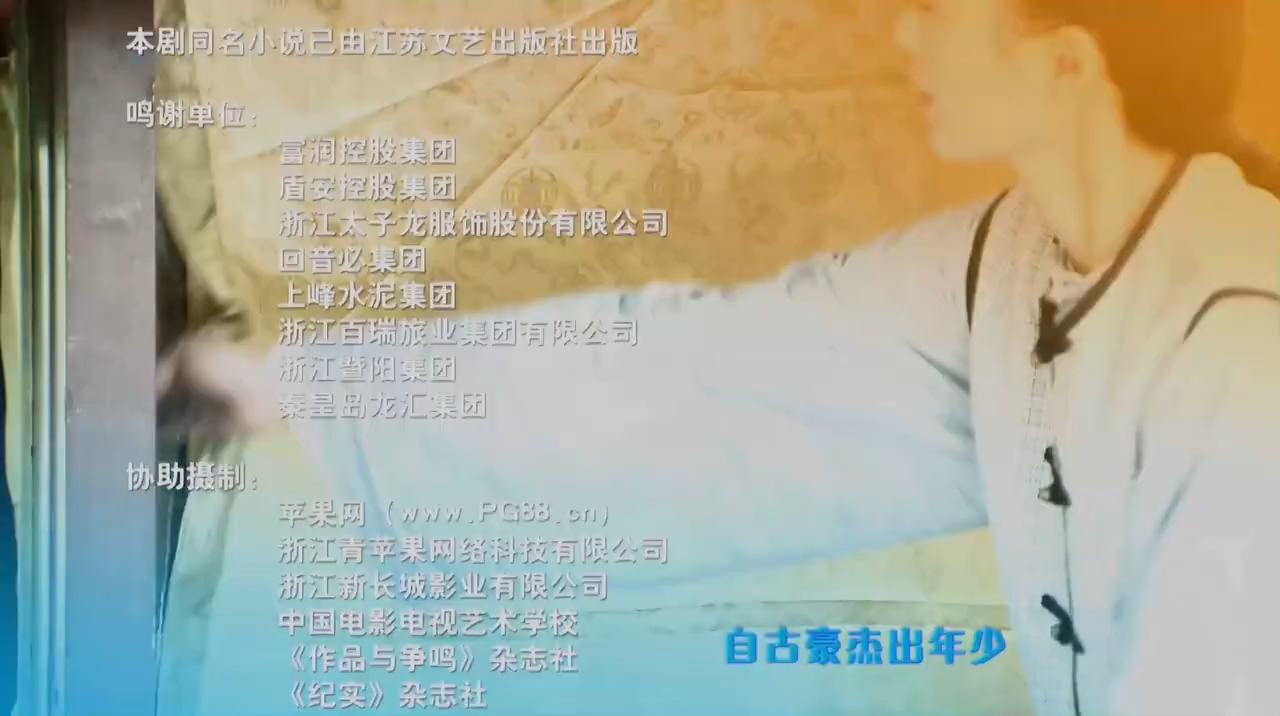 本剧同名小说己由江苏文艺出版社出版
鸣谢单位：
富润控股集团
盾安控股集团
浙江太子龙服饰股份有限公司
回音必集团
上峰水泥集团
浙江百瑞旅业集团有限公司
浙江暨阳集团
秦皇岛龙汇集团
协助摄制：
苹果网（www.PG88.cn）
浙江青苹果网络科技有限公司
浙江新长城影业有限公司
中国电影电视艺术学校
《作品与争鸣》杂志社
自古豪杰出年少
《纪实》杂志社